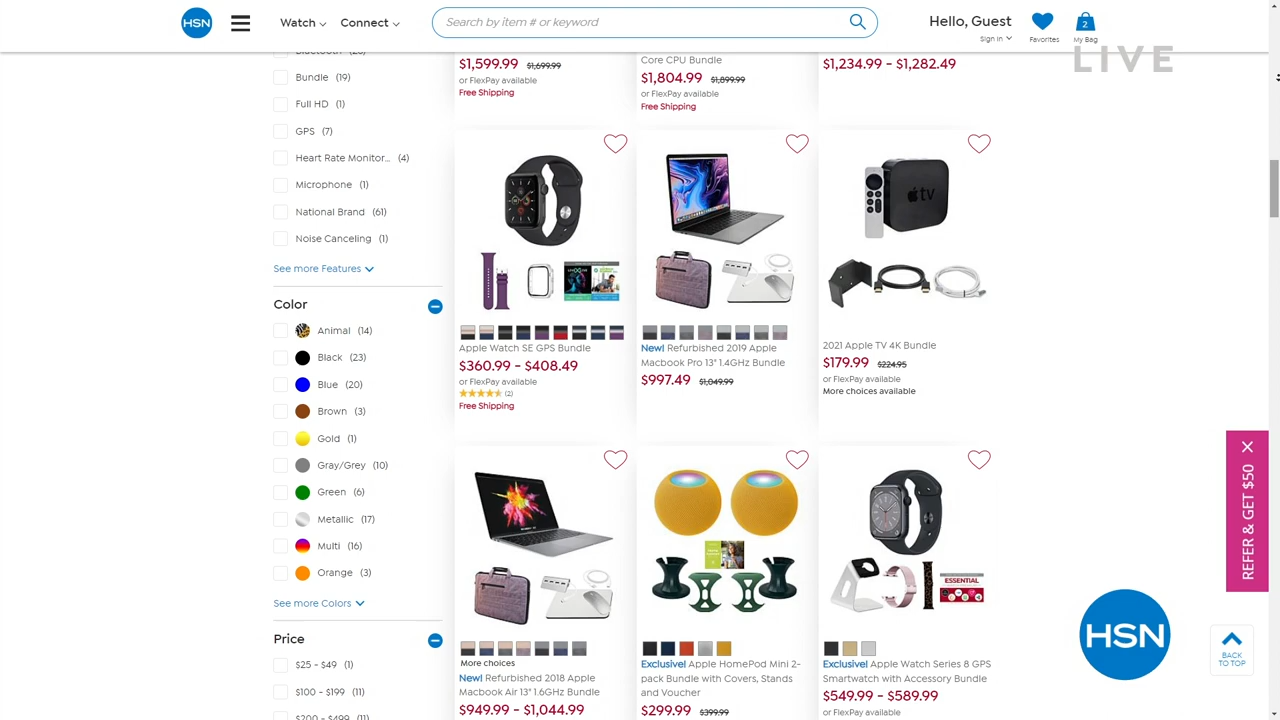 HSN
Watch
Connect
Search by item # or keyword
Hello, Guest
Sign In
Favorites
2
My Bag
LIVE
Bluetooth (20)
Bundle (19)
Full HD (1)
GPS (7)
Heart Rate Monitor... (4)
Microphone (1)
National Brand (61)
Noise Canceling (1)
See more Features
Color
Animal (14)
Black (23)
Blue (20)
Brown (3)
Gold (1)
Gray/Grey (10)
Green (6)
Metallic (17)
Multi (16)
Orange (3)
See more Colors
Price
$25 - $49 (1)
$100 - $199 (11)
$200 - $499 (11)
$1,599.99 $1,699.99
or FlexPay available
Free Shipping
Core CPU Bundle
$1,804.99 $1,899.99
or FlexPay available
Free Shipping
$1,234.99 - $1,282.49
Apple Watch SE GPS Bundle
$360.99 - $408.49
or FlexPay available
(2)
Free Shipping
New! Refurbished 2019 Apple
Macbook Pro 13" 1.4GHz Bundle
$997.49 $1,049.99
tv
2021 Apple TV 4K Bundle
$179.99 $224.95
or FlexPay available
More choices available
More choices
New! Refurbished 2018 Apple
Macbook Air 13" 1.6GHz Bundle
$949.99 - $1,044.99
Exclusive! Apple HomePod Mini 2-
pack Bundle with Covers, Stands
and Voucher
$299.99 $399.99
ESSENTIAL
Exclusive! Apple Watch Series 8 GPS
Smartwatch with Accessory Bundle
$549.99 - $589.99
or FlexPay available
REFER & GET $50
HSN
BACK
TO TOP